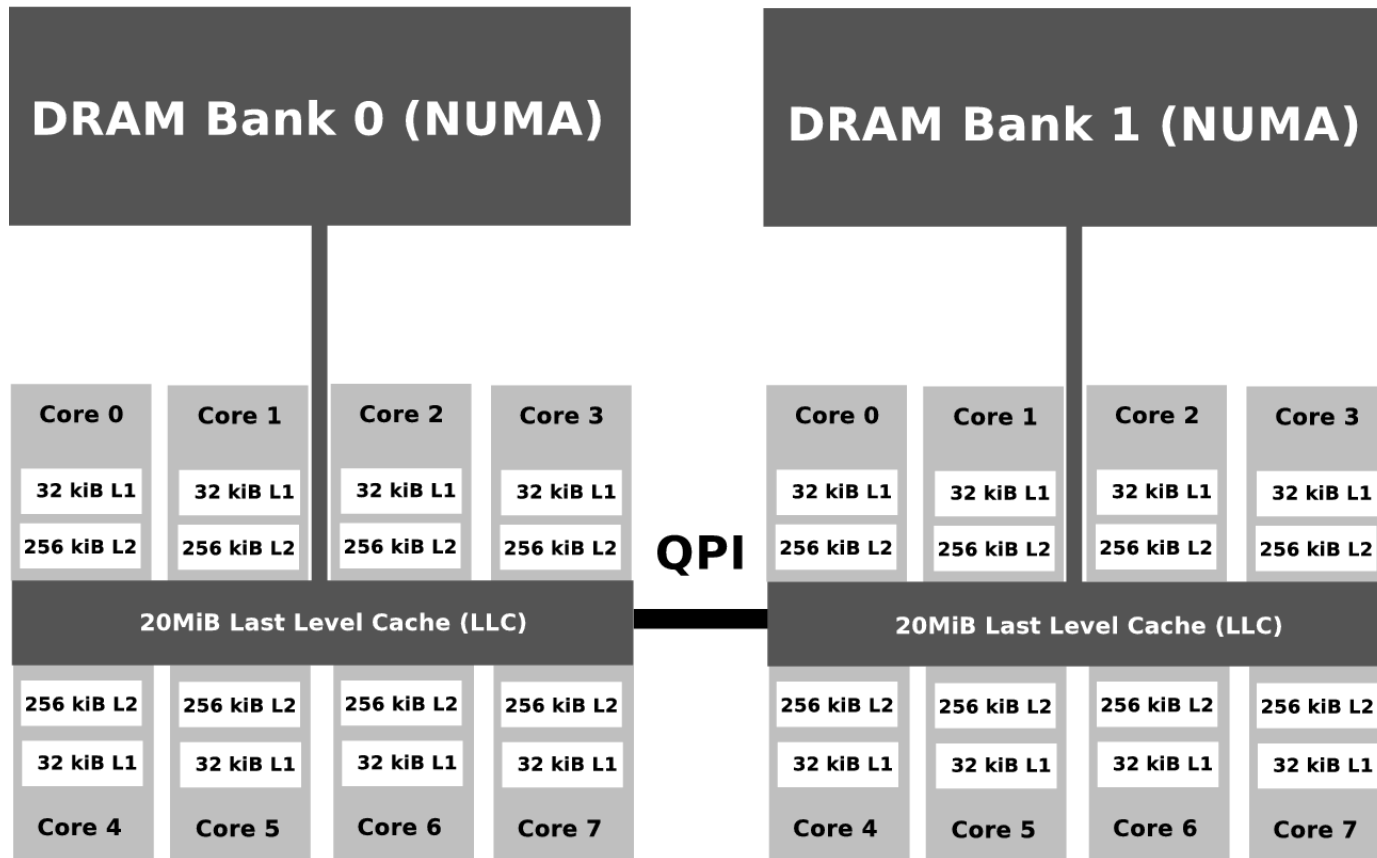 DRAM Bank 0 (NUMA)
DRAM Bank 1 (NUMA)
Core 0
Core 1
Core 2
Core 3
32 kiB L1
32 kiB L1
32 kiB L1
32 kiB L1
256 kiB L2
256 kiB L2
256 kiB L2
256 kiB L2
20MiB Last Level Cache (LLC)
256 kiB L2
256 kiB L2
256 kiB L2
256 kiB L2
32 kiB L1
32 kiB L1
32 kiB L1
32 kiB L1
Core 4
Core 5
Core 6
Core 7
QPI
Core 0
Core 1
Core 2
Core 3
32 kiB L1
32 kiB L1
32 kiB L1
32 kiB L1
256 kiB L2
256 kiB L2
256 kiB L2
256 kiB L2
20MiB Last Level Cache (LLC)
256 kiB L2
256 kiB L2
256 kiB L2
256 kiB L2
32 kiB L1
32 kiB L1
32 kiB L1
32 kiB L1
Core 4
Core 5
Core 6
Core 7